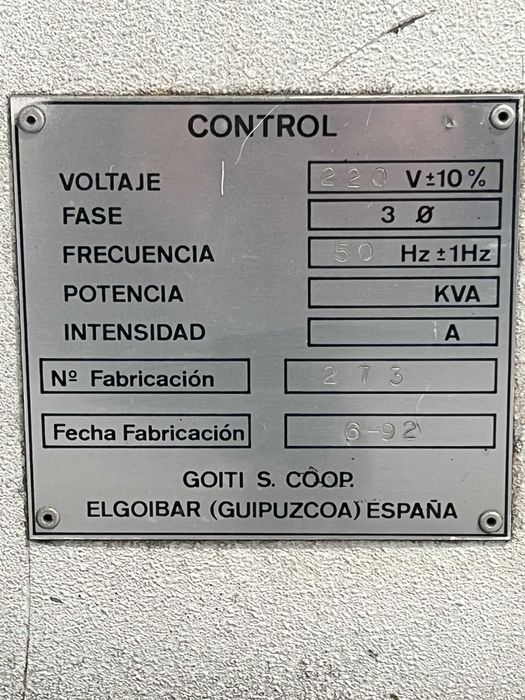 CONTROL
VOLTAJE 220 V±10%
FASE 3 Ø
FRECUENCIA 50 Hz ±1Hz
POTENCIA KVA
INTENSIDAD A
Nº Fabricación 273
Fecha Fabricación 6-92
GOITI S. COOP.
ELGOIBAR (GUIPUZCOA) ESPAÑA